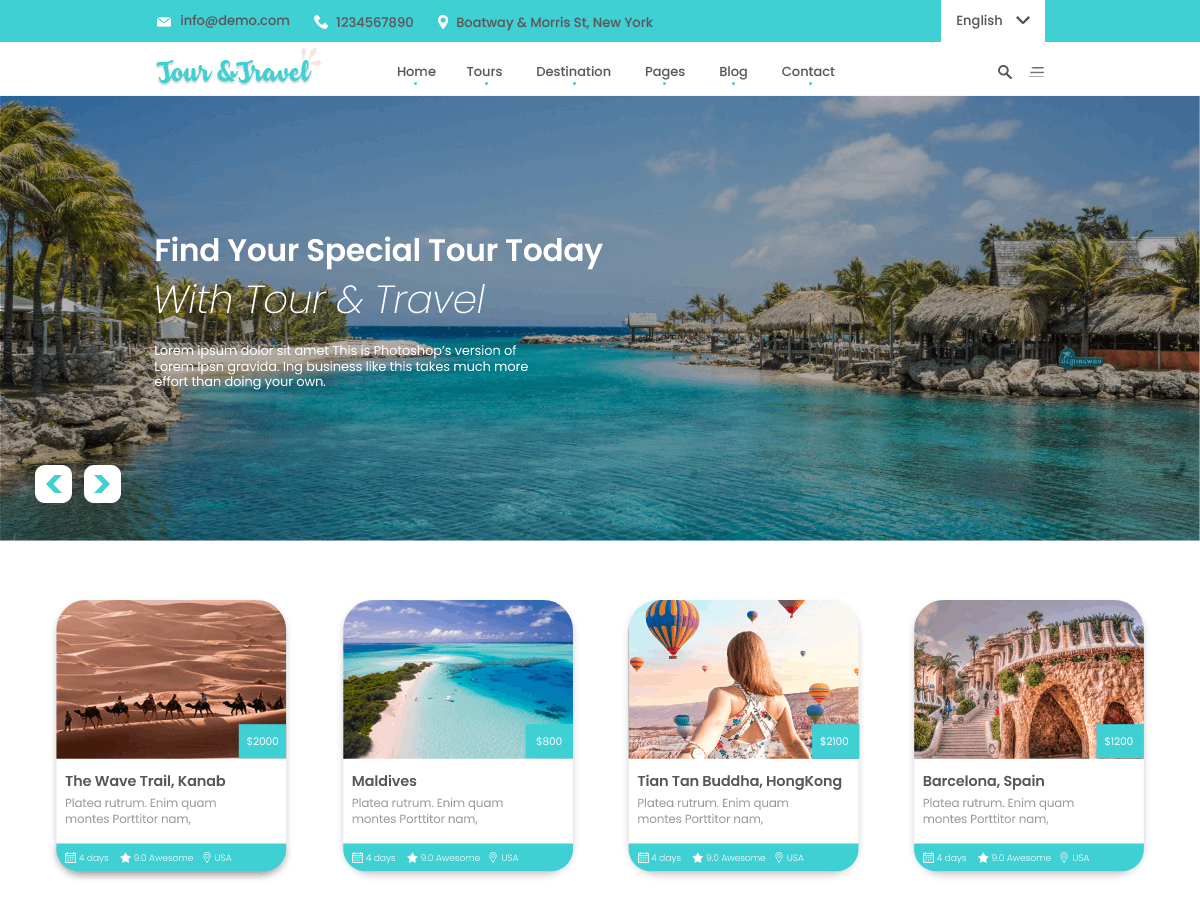 info@demo.com 1234567890 Boatway & Morris St, New York English
Tour & Travel Home Tours Destination Pages Blog Contact
Find Your Special Tour Today
With Tour & Travel
Lorem ipsum dolor sit amet This is Photoshop's version of
Lorem Ipsn gravida. Ing business like this takes much more
effort than doing your own.
$2000
The Wave Trail, Kanab
Platea rutrum. Enim quam
montes Porttitor nam,
4 days 9.0 Awesome USA
$800
Maldives
Platea rutrum. Enim quam
montes Porttitor nam,
4 days 9.0 Awesome USA
$2100
Tian Tan Buddha, HongKong
Platea rutrum. Enim quam
montes Porttitor nam,
4 days 9.0 Awesome USA
$1200
Barcelona, Spain
Platea rutrum. Enim quam
montes Porttitor nam,
4 days 9.0 Awesome USA